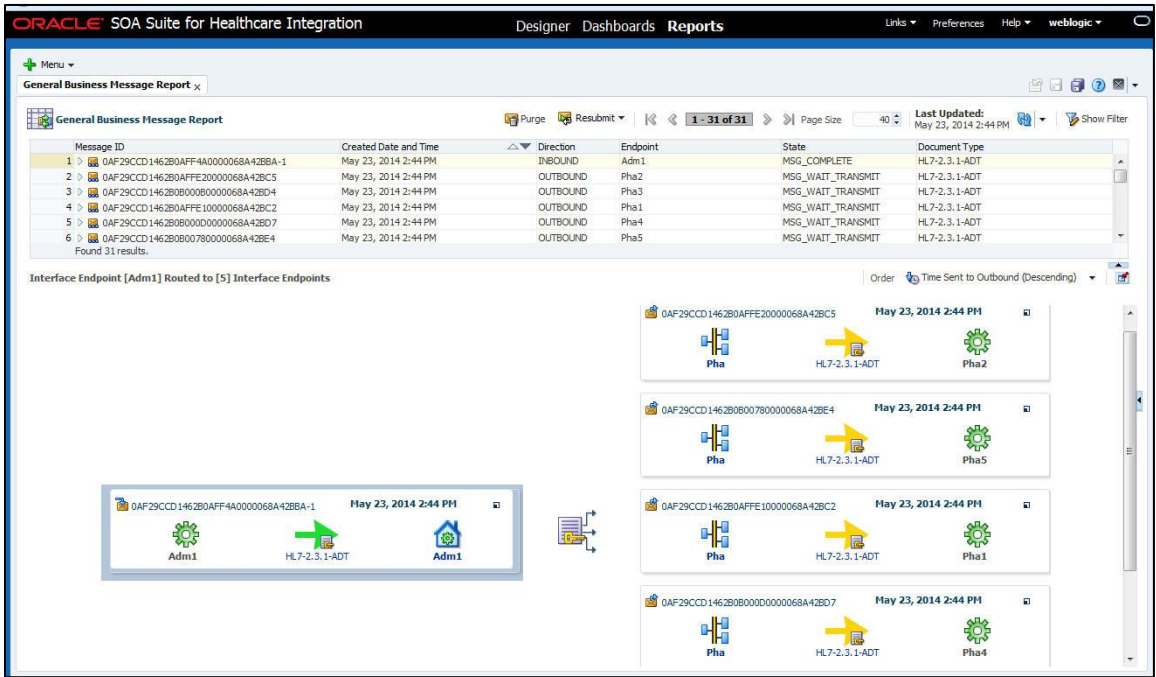 ORACLE SOA Suite for Healthcare Integration Designer Dashboards Reports Links Preferences Help weblogic
Menu
General Business Message Report x
General Business Message Report Purge Resubmit 1 - 31 of 31 Page Size 40 Last Updated: May 23, 2014 2:44 PM Show Filter
Message ID Created Date and Time Direction Endpoint State Document Type
1 0AF29CCD1462B0AFF4A0000068A42BBA-1 May 23, 2014 2:44 PM INBOUND Adm1 MSG_COMPLETE HL7-2.3.1-ADT
2 0AF29CCD1462B0AFFE20000068A42BC5 May 23, 2014 2:44 PM OUTBOUND Pha2 MSG_WAIT_TRANSMIT HL7-2.3.1-ADT
3 0AF29CCD1462B0B000B0000068A42BD4 May 23, 2014 2:44 PM OUTBOUND Pha3 MSG_WAIT_TRANSMIT HL7-2.3.1-ADT
4 0AF29CCD1462B0AFFE10000068A42BC2 May 23, 2014 2:44 PM OUTBOUND Pha1 MSG_WAIT_TRANSMIT HL7-2.3.1-ADT
5 0AF29CCD1462B0B000D0000068A42BD7 May 23, 2014 2:44 PM OUTBOUND Pha4 MSG_WAIT_TRANSMIT HL7-2.3.1-ADT
6 0AF29CCD1462B0B00780000068A42BE4 May 23, 2014 2:44 PM OUTBOUND Pha5 MSG_WAIT_TRANSMIT HL7-2.3.1-ADT
Found 31 results.
Interface Endpoint [Adm1] Routed to [5] Interface Endpoints Order Time Sent to Outbound (Descending)
0AF29CCD1462B0AFFE20000068A42BC5 May 23, 2014 2:44 PM
Pha HL7-2.3.1-ADT Pha2
0AF29CCD1462B0B00780000068A42BE4 May 23, 2014 2:44 PM
Pha HL7-2.3.1-ADT Pha5
0AF29CCD1462B0AFF4A0000068A42BBA-1 May 23, 2014 2:44 PM
Adm1 HL7-2.3.1-ADT Adm1
0AF29CCD1462B0AFFE10000068A42BC2 May 23, 2014 2:44 PM
Pha HL7-2.3.1-ADT Pha1
0AF29CCD1462B0B000D0000068A42BD7 May 23, 2014 2:44 PM
Pha HL7-2.3.1-ADT Pha4